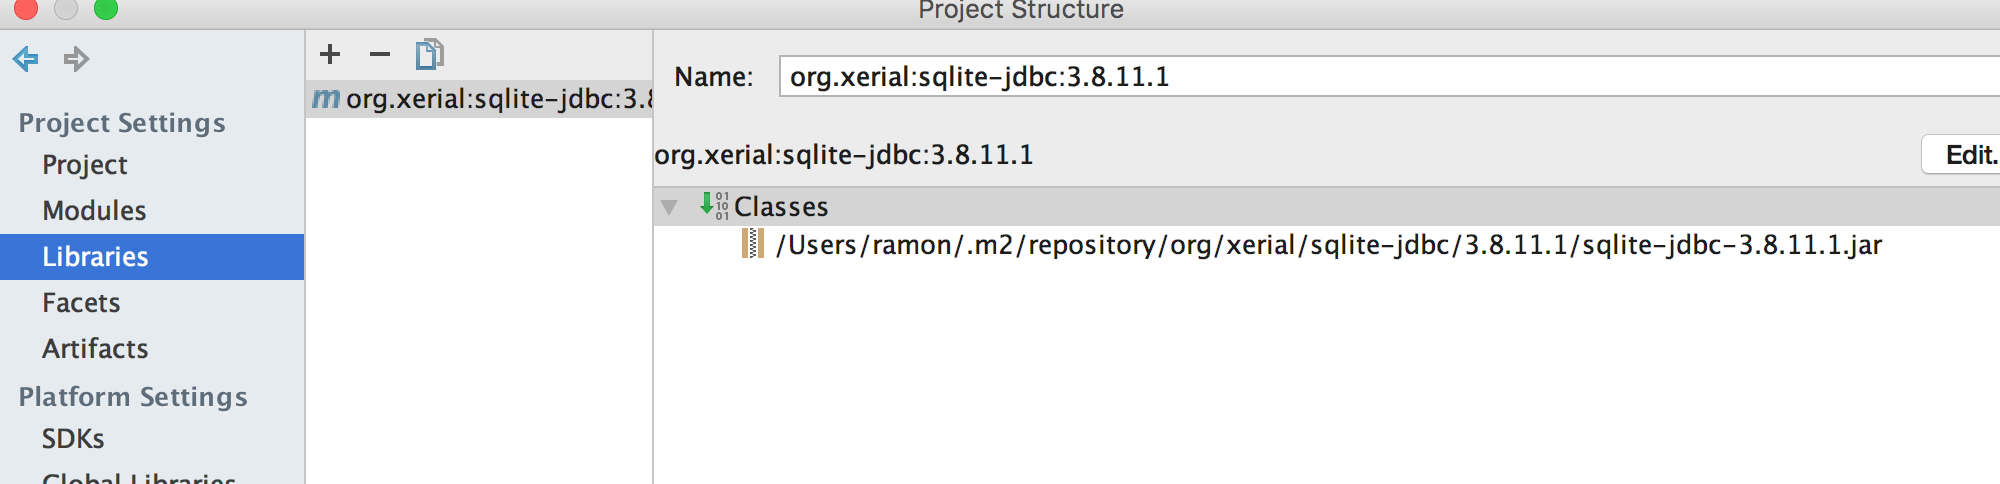 Project Structure
Project Settings
Project
Modules
Libraries
Facets
Artifacts
Platform Settings
SDKs
Global Libraries
m org.xerial:sqlite-jdbc:3.8
Name: org.xerial:sqlite-jdbc:3.8.11.1
org.xerial:sqlite-jdbc:3.8.11.1
Edit.
Classes
/Users/ramon/.m2/repository/org/xerial/sqlite-jdbc/3.8.11.1/sqlite-jdbc-3.8.11.1.jar